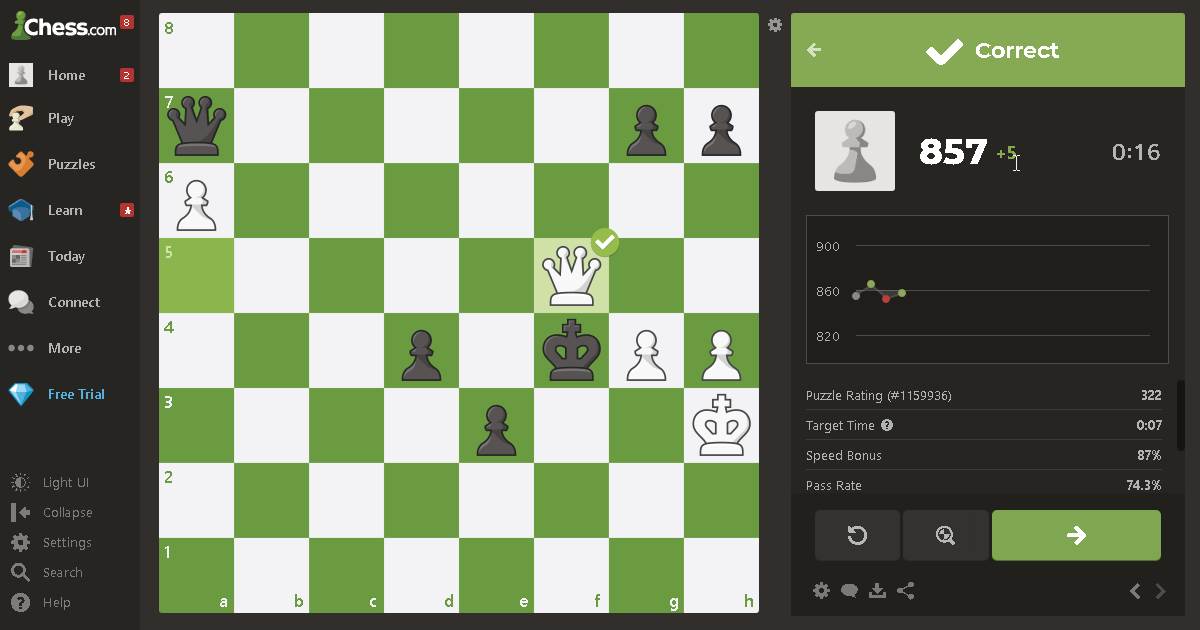 Chess.com 8
Home 2
Play
Puzzles
Learn
Today
Connect
More
Free Trial
Light UI
Collapse
Settings
Search
Help
8
7
6
5
4
3
2
1
a b c d e f g h
Correct
857 +5 0:16
900
860
820
Puzzle Rating (#1159936) 322
Target Time ? 0:07
Speed Bonus 87%
Pass Rate 74.3%